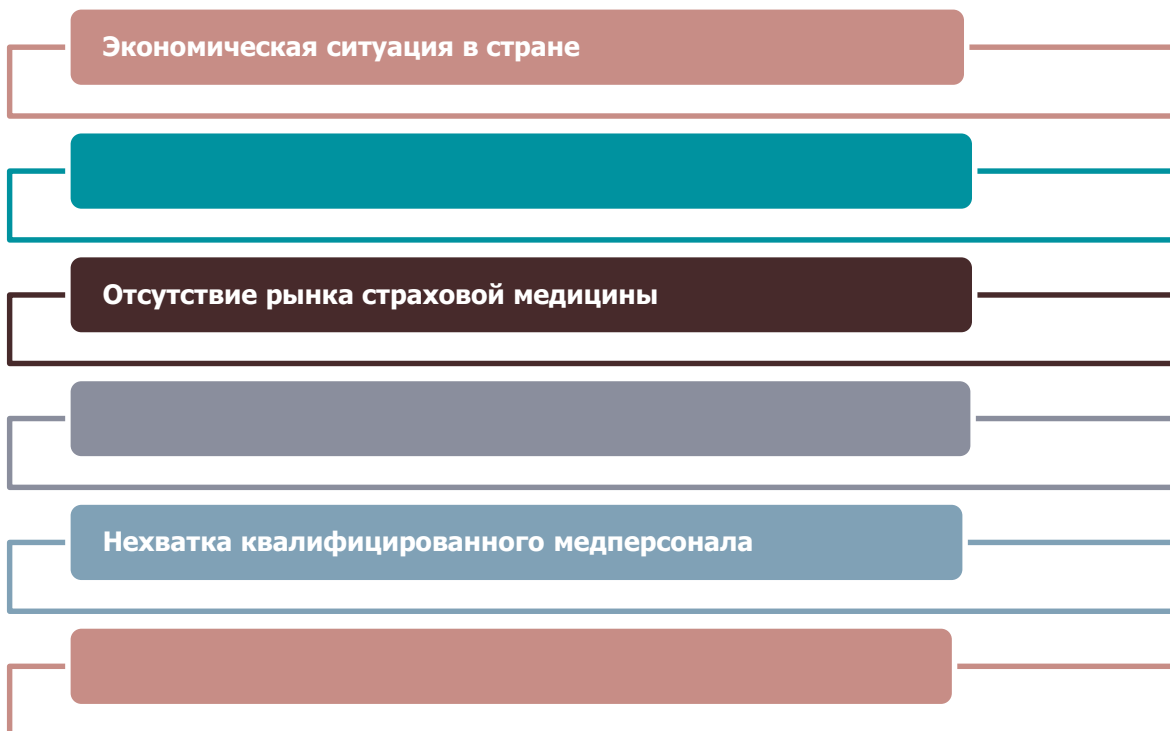 Экономическая ситуация в стране
Отсутствие рынка страховой медицины
Нехватка квалифицированного медперсонала